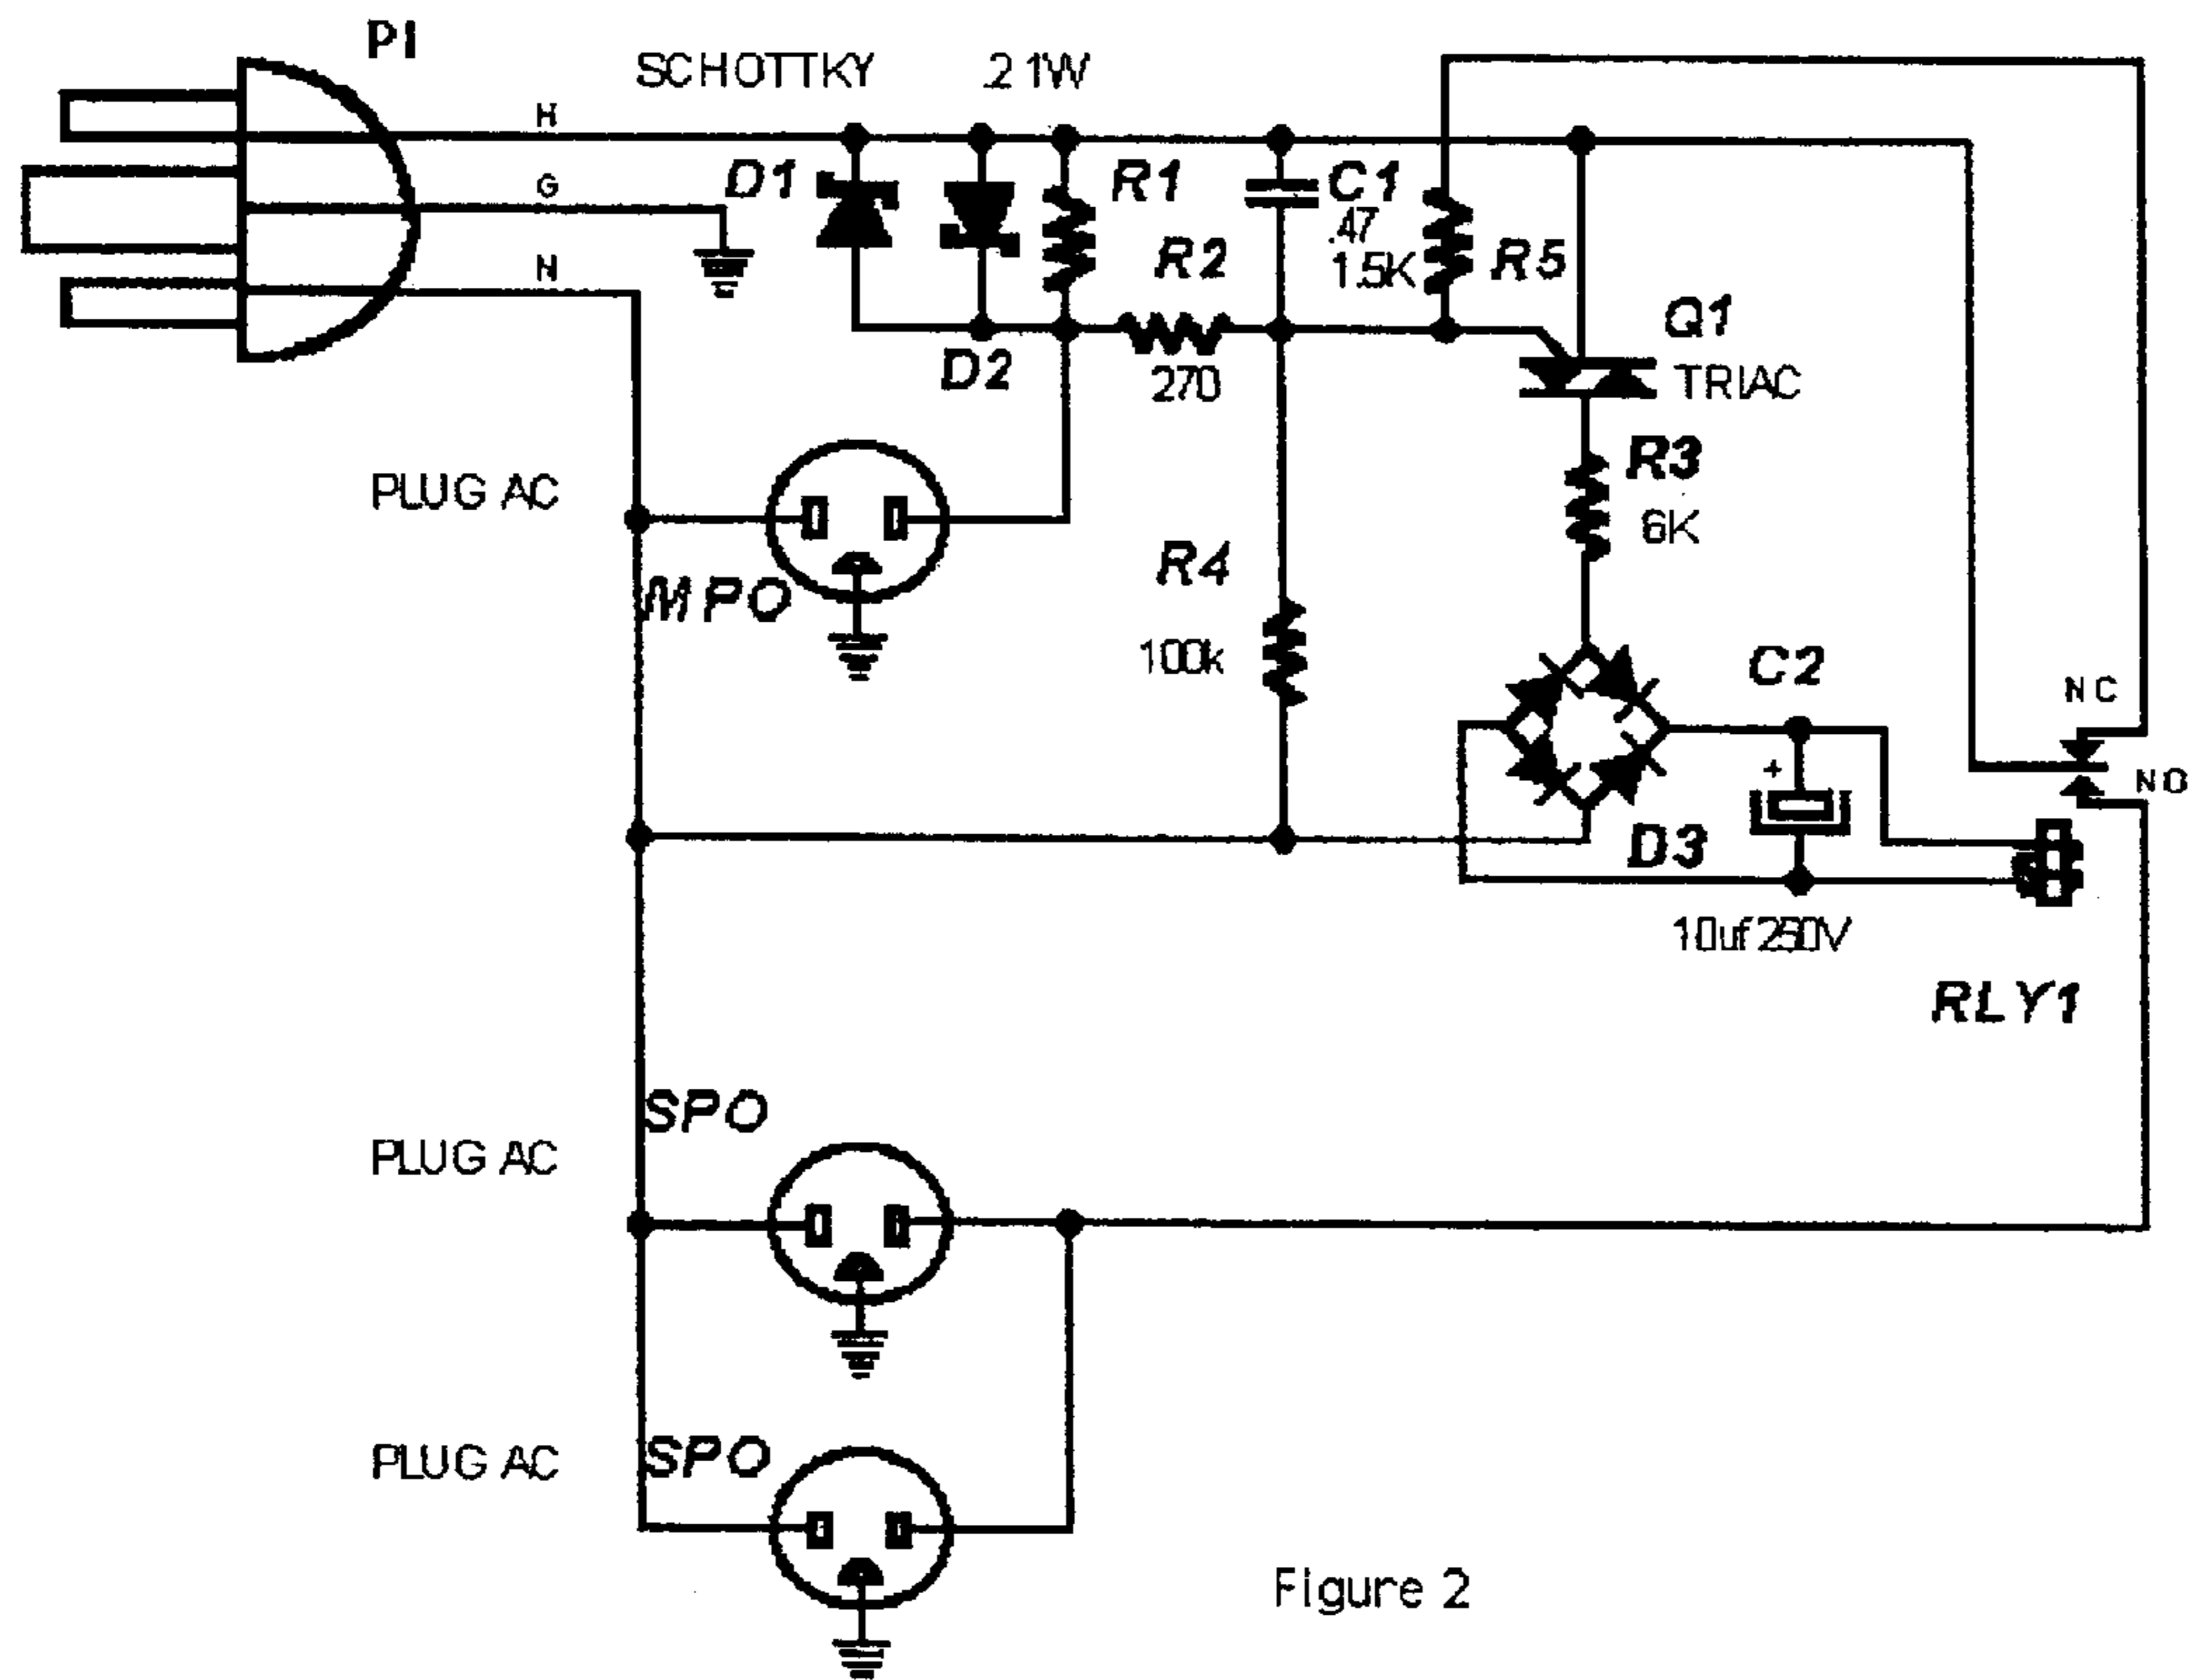 P1
SCHOTTKY
.2 1W
H
D1
R1
C1
G
.47
R2
1.5K
R5
N
Q1
D2
270
TRIAC
R3
PLUG AC
6K
R4
MPO
100k
C2
NC
+
NO
D3
10uf 250V
RLY1
SPO
PLUG AC
PLUG AC
SPO
Figure 2